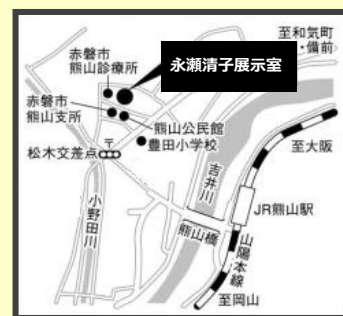 至和気町
・備前
赤磐市
熊山診療所
永瀬清子展示室
赤磐市
熊山支所
熊山公民館
豊田小学校
〒
松木交差点
至大阪
吉井川
小野田川
JR熊山駅
熊山橋
山陽本線
至岡山